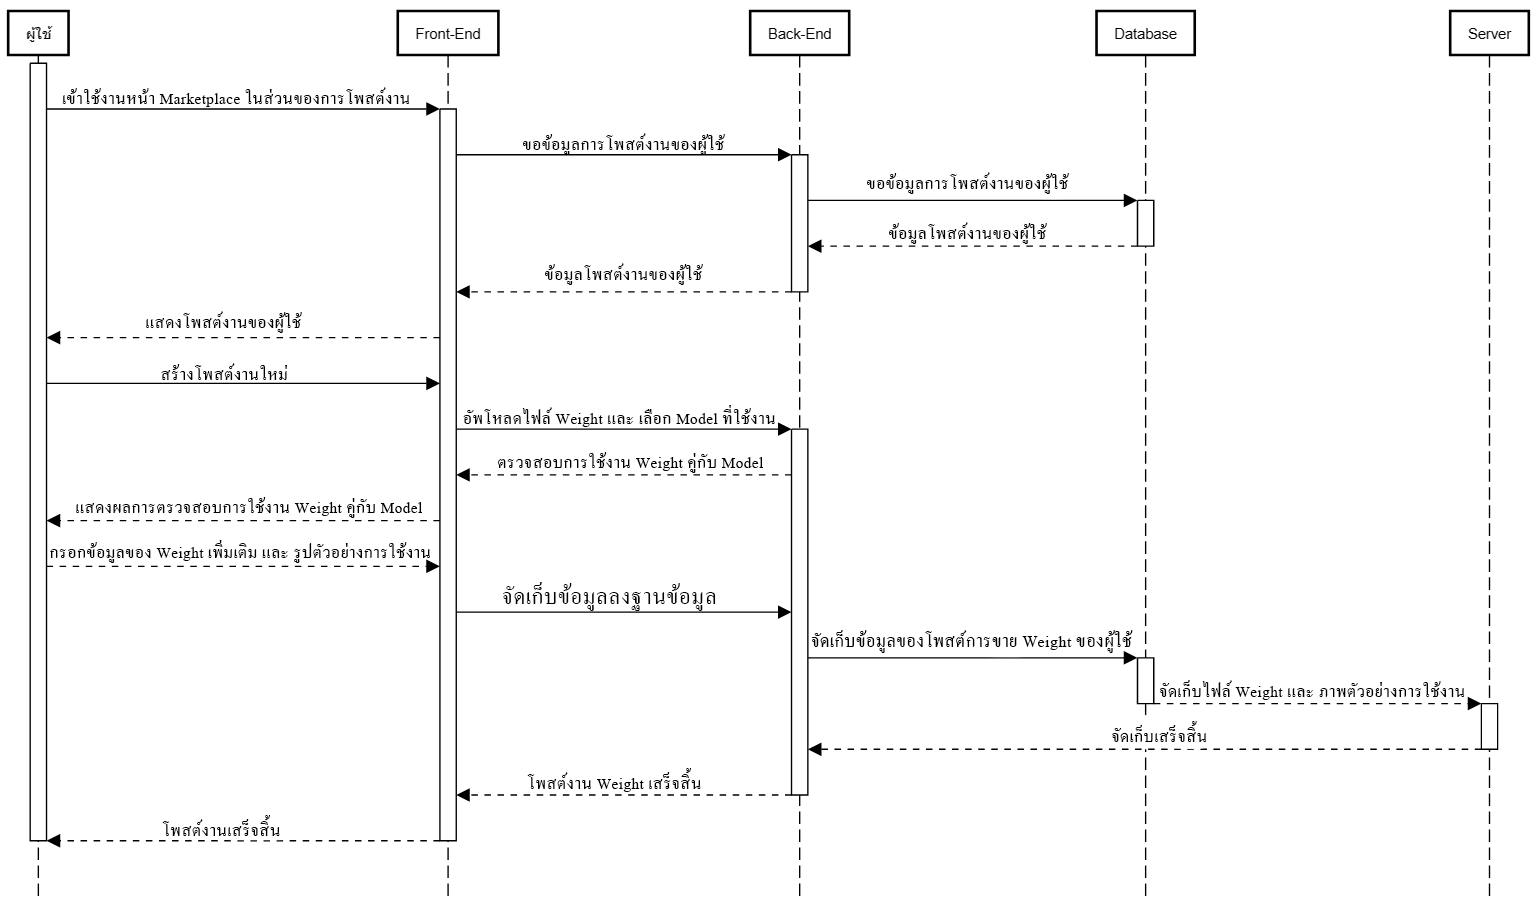 ผู้ใช้
Front-End
Back-End
Database
Server
เข้าใช้งานหน้า Marketplace ในส่วนของการโพสต์งาน
ขอข้อมูลการโพสต์งานของผู้ใช้
ขอข้อมูลการโพสต์งานของผู้ใช้
ข้อมูลโพสต์งานของผู้ใช้
ข้อมูลโพสต์งานของผู้ใช้
แสดงโพสต์งานของผู้ใช้
สร้างโพสต์งานใหม่
อัพโหลดไฟล์ Weight และ เลือก Model ที่ใช้งาน
ตรวจสอบการใช้งาน Weight คู่กับ Model
แสดงผลการตรวจสอบการใช้งาน Weight คู่กับ Model
กรอกข้อมูลของ Weight เพิ่มเติม และ รูปตัวอย่างการใช้งาน
จัดเก็บข้อมูลลงฐานข้อมูล
จัดเก็บข้อมูลของโพสต์การขาย Weight ของผู้ใช้
จัดเก็บไฟล์ Weight และ ภาพตัวอย่างการใช้งาน
จัดเก็บเสร็จสิ้น
โพสต์งาน Weight เสร็จสิ้น
โพสต์งานเสร็จสิ้น